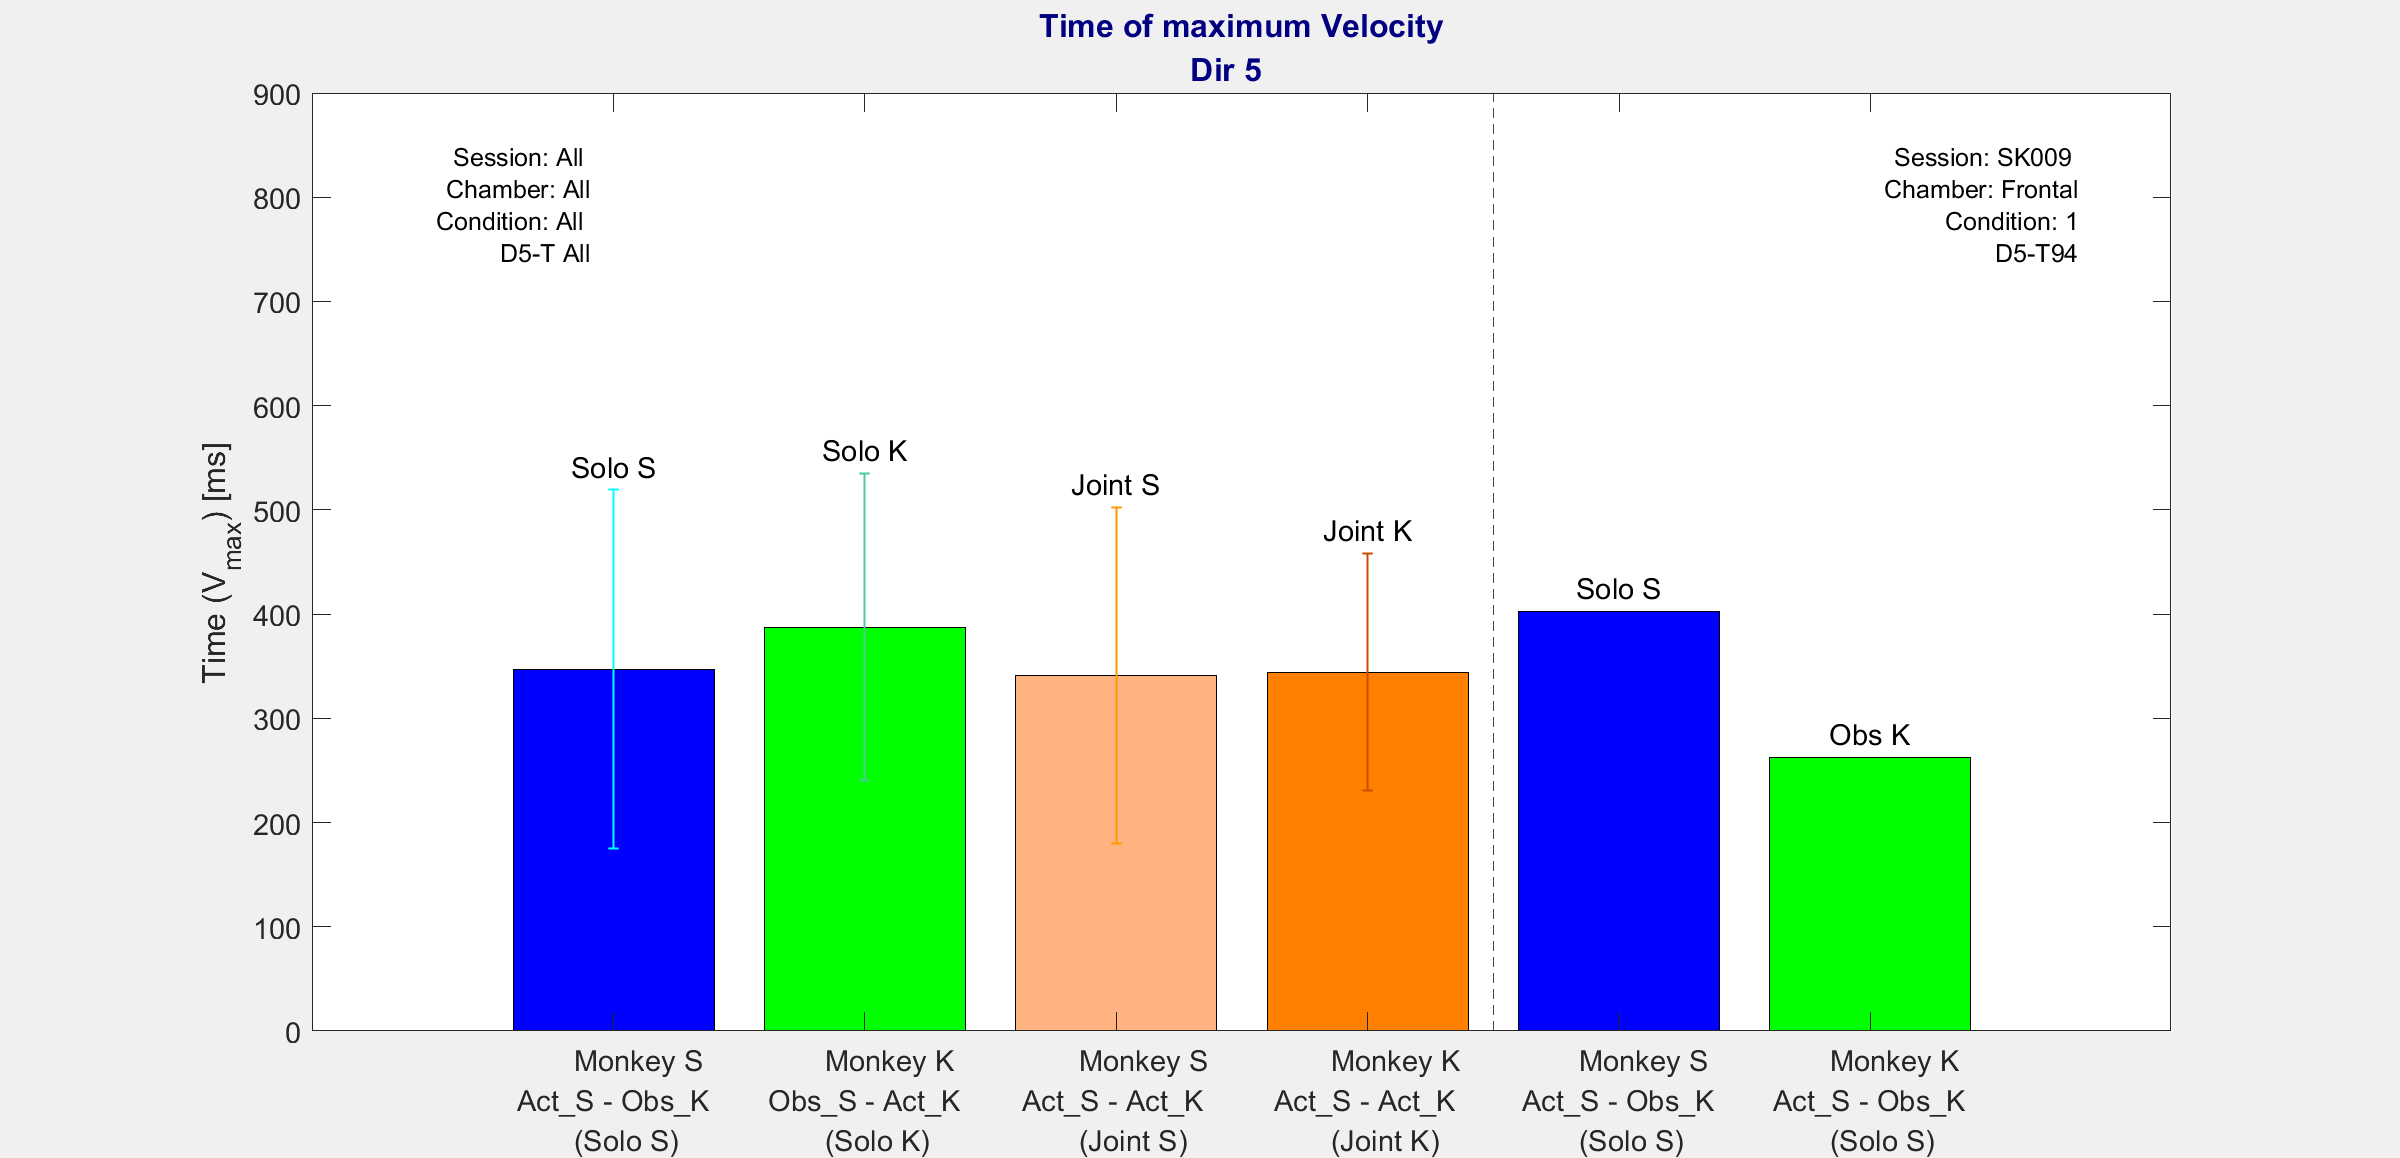 Time of maximum Velocity
Dir 5
900
800
700
600
500
400
300
200
100
0
Time (Vmax) [ms]
Session: All
Chamber: All
Condition: All
D5-T All
Session: SK009
Chamber: Frontal
Condition: 1
D5-T94
Solo S
Solo K
Joint S
Joint K
Solo S
Obs K
Monkey S
Act_S - Obs_K
(Solo S)
Monkey K
Obs_S - Act_K
(Solo K)
Monkey S
Act_S - Act_K
(Joint S)
Monkey K
Act_S - Act_K
(Joint K)
Monkey S
Act_S - Obs_K
(Solo S)
Monkey K
Act_S - Obs_K
(Solo S)